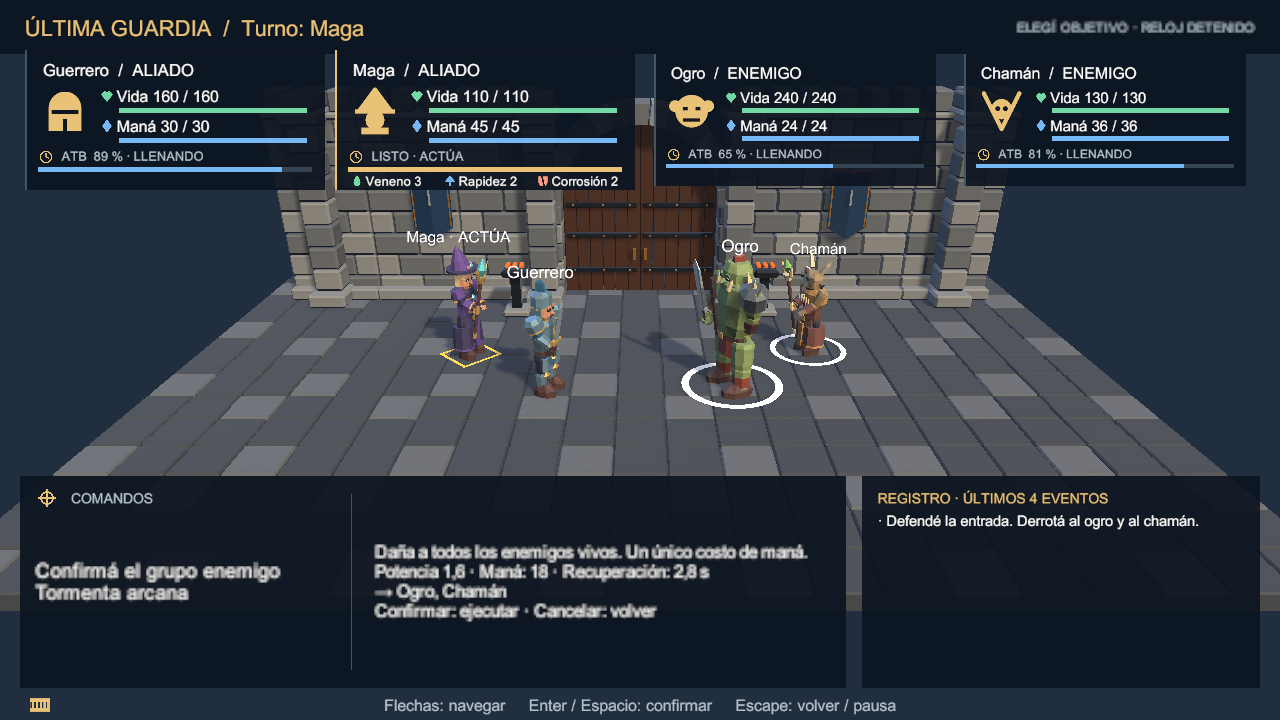 ÚLTIMA GUARDIA / Turno: Maga
ELEGÍ OBJETIVO · RELOJ DETENIDO
Guerrero / ALIADO
Vida 160 / 160
Maná 30 / 30
ATB 89 % · LLENANDO
Maga / ALIADO
Vida 110 / 110
Maná 45 / 45
LISTO · ACTÚA
Veneno 3 Rapidez 2 Corrosión 2
Ogro / ENEMIGO
Vida 240 / 240
Maná 24 / 24
ATB 65 % · LLENANDO
Chamán / ENEMIGO
Vida 130 / 130
Maná 36 / 36
ATB 81 % · LLENANDO
Maga · ACTÚA
Guerrero
Ogro
Chamán
COMANDOS
Confirmá el grupo enemigo
Tormenta arcana
Daña a todos los enemigos vivos. Un único costo de maná.
Potencia 1,6 · Maná: 18 · Recuperación: 2,8 s
→ Ogro, Chamán
Confirmar: ejecutar · Cancelar: volver
REGISTRO · ÚLTIMOS 4 EVENTOS
· Defendé la entrada. Derrotá al ogro y al chamán.
Flechas: navegar Enter / Espacio: confirmar Escape: volver / pausa